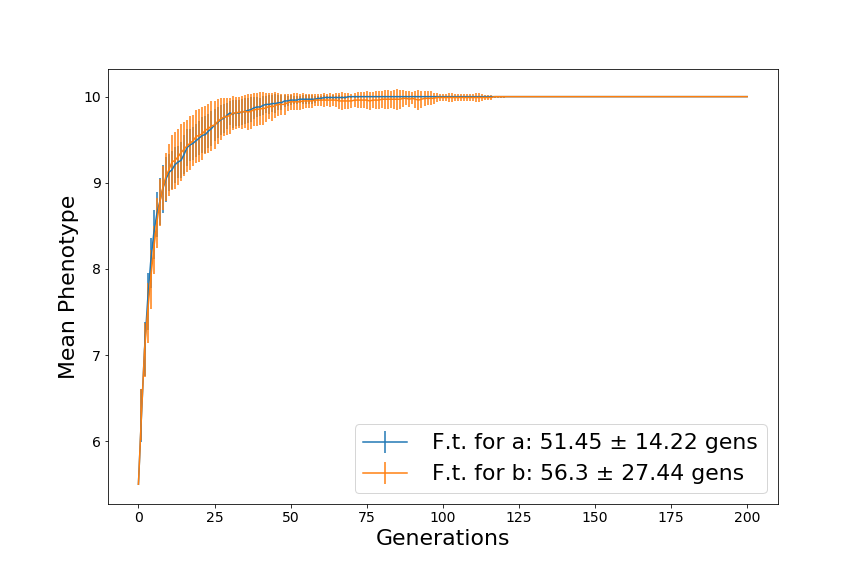 10
9
8
7
6
Mean Phenotype
F.t. for a: 51.45 ± 14.22 gens
F.t. for b: 56.3 ± 27.44 gens
0 25 50 75 100 125 150 175 200
Generations